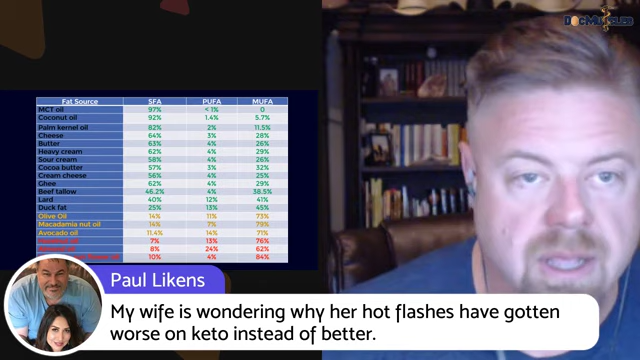 Fat Source SFA PUFA MUFA
MCT oil 97% < 1% 0
Coconut oil 92% 1.4% 5.7%
Palm kernel oil 82% 2% 11.5%
Cheese 64% 3% 28%
Butter 63% 4% 26%
Heavy cream 62% 4% 29%
Sour cream 58% 4% 26%
Cocoa butter 57% 3% 32%
Cream cheese 56% 4% 25%
Ghee 62% 4% 29%
Beef tallow 46.2% 4% 38.5%
Lard 40% 12% 41%
Duck fat 25% 13% 45%
Olive Oil 14% 11% 73%
Macadamia nut oil 14% 7% 79%
Avocado oil 11.4% 14% 71%
7% 13% 76%
8% 24% 62%
10% 4% 84%
Paul Likens
My wife is wondering why her hot flashes have gotten
worse on keto instead of better.